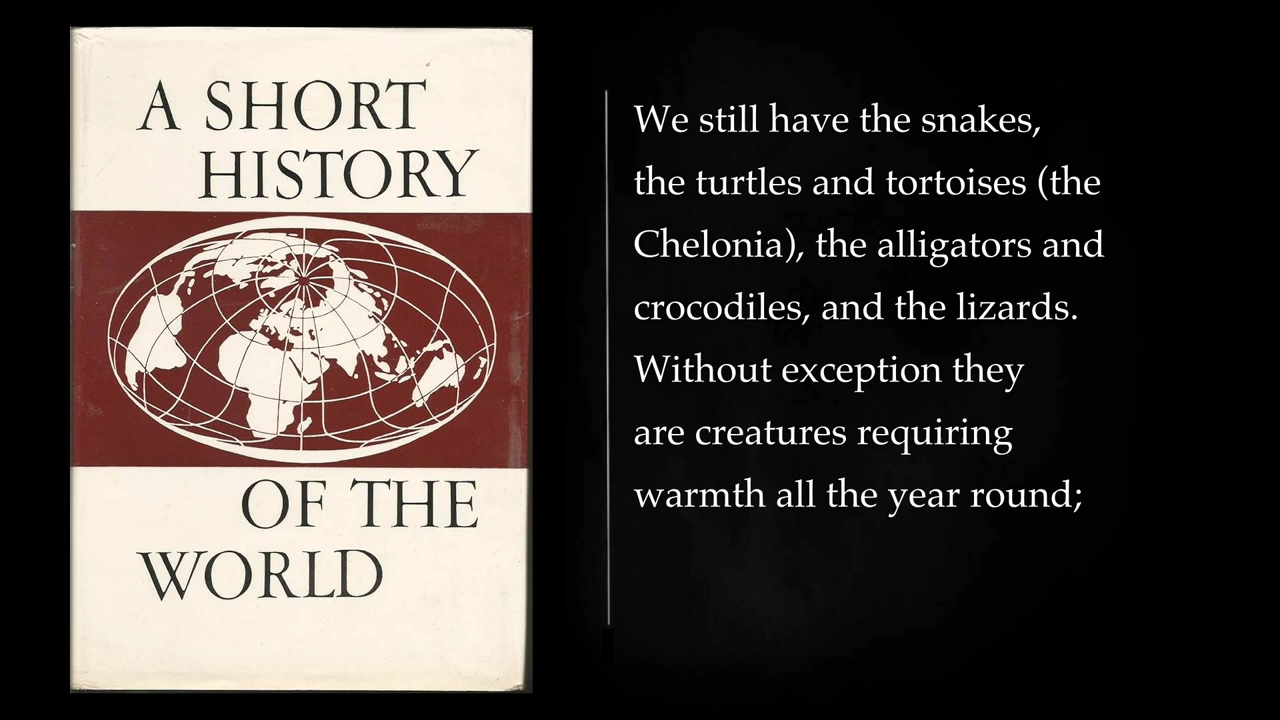 A SHORT
HISTORY
OF THE
WORLD
We still have the snakes,
the turtles and tortoises (the
Chelonia), the alligators and
crocodiles, and the lizards.
Without exception they
are creatures requiring
warmth all the year round;